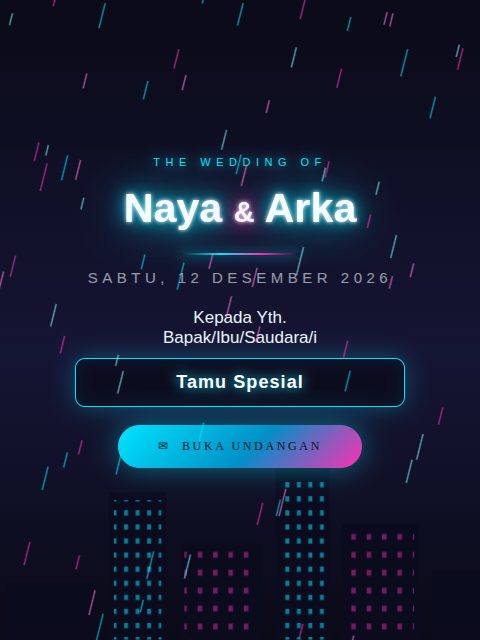 THE WEDDING OF
Naya & Arka
SABTU, 12 DESEMBER 2026
Kepada Yth.
Bapak/Ibu/Saudara/i
Tamu Spesial
✉ BUKA UNDANGAN